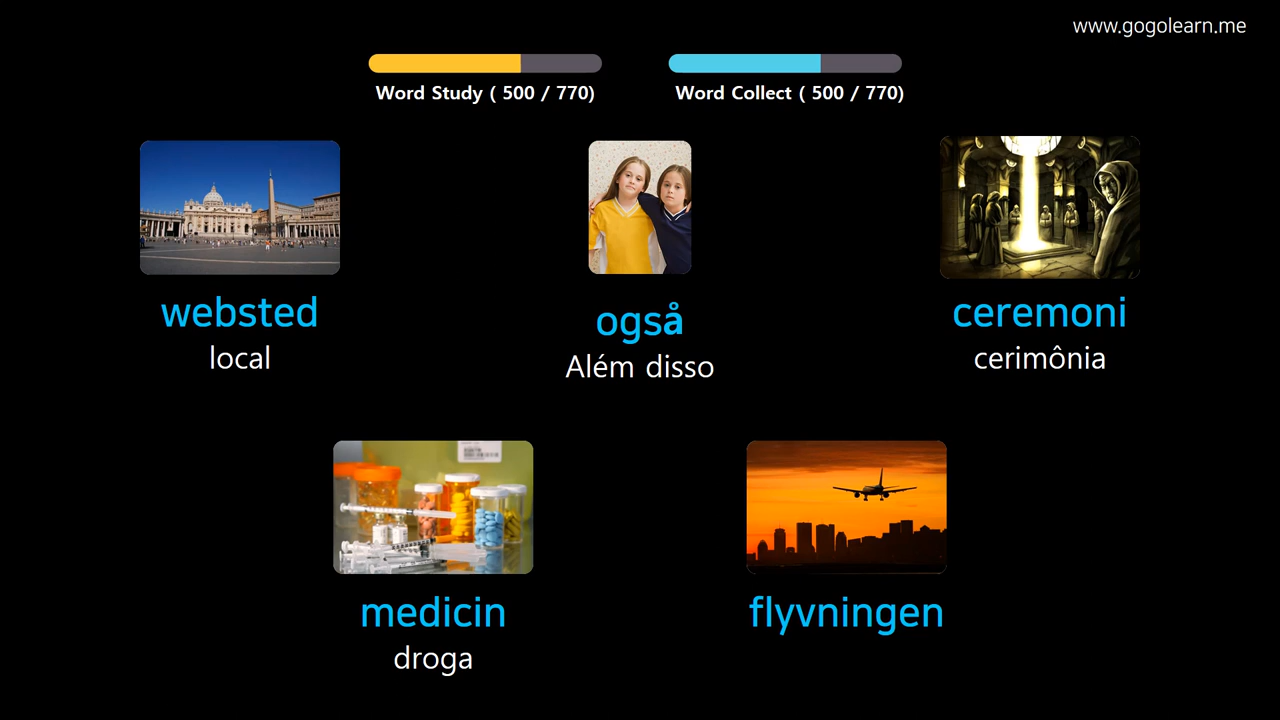 www.gogolearn.me
Word Study ( 500 / 770)
Word Collect ( 500 / 770)
websted
local
også
Além disso
ceremoni
cerimônia
medicin
droga
flyvningen